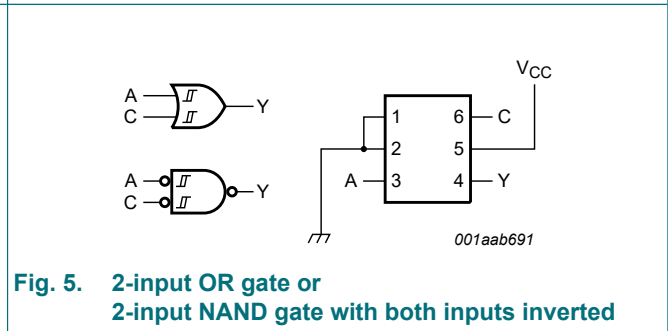 A
C
Y
A
C
Y
VCC
1
2
A
3
6
C
5
4
Y
001aab691
Fig. 5. 2-input OR gate or
2-input NAND gate with both inputs inverted